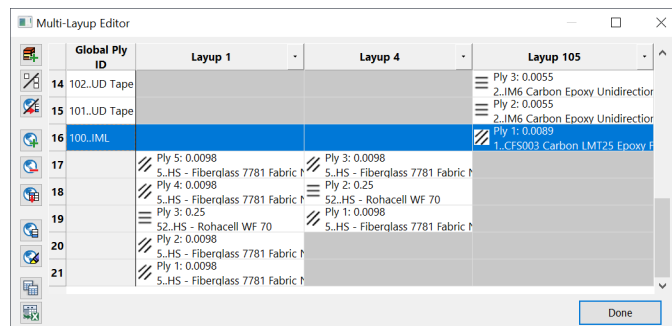 Multi-Layup Editor
Global Ply ID Layup 1 Layup 4 Layup 105
14 102..UD Tape Ply 3: 0.0055
2..IM6 Carbon Epoxy Unidirection
15 101..UD Tape Ply 2: 0.0055
2..IM6 Carbon Epoxy Unidirection
16 100..IML Ply 1: 0.0089
1..CFS003 Carbon LMT25 Epoxy F
17 Ply 5: 0.0098 Ply 3: 0.0098
5..HS - Fiberglass 7781 Fabric 5..HS - Fiberglass 7781 Fabric
18 Ply 4: 0.0098 Ply 2: 0.25
5..HS - Fiberglass 7781 Fabric 52..HS - Rohacell WF 70
19 Ply 3: 0.25 Ply 1: 0.0098
52..HS - Rohacell WF 70 5..HS - Fiberglass 7781 Fabric
20 Ply 2: 0.0098
5..HS - Fiberglass 7781 Fabric
21 Ply 1: 0.0098
5..HS - Fiberglass 7781 Fabric
Done